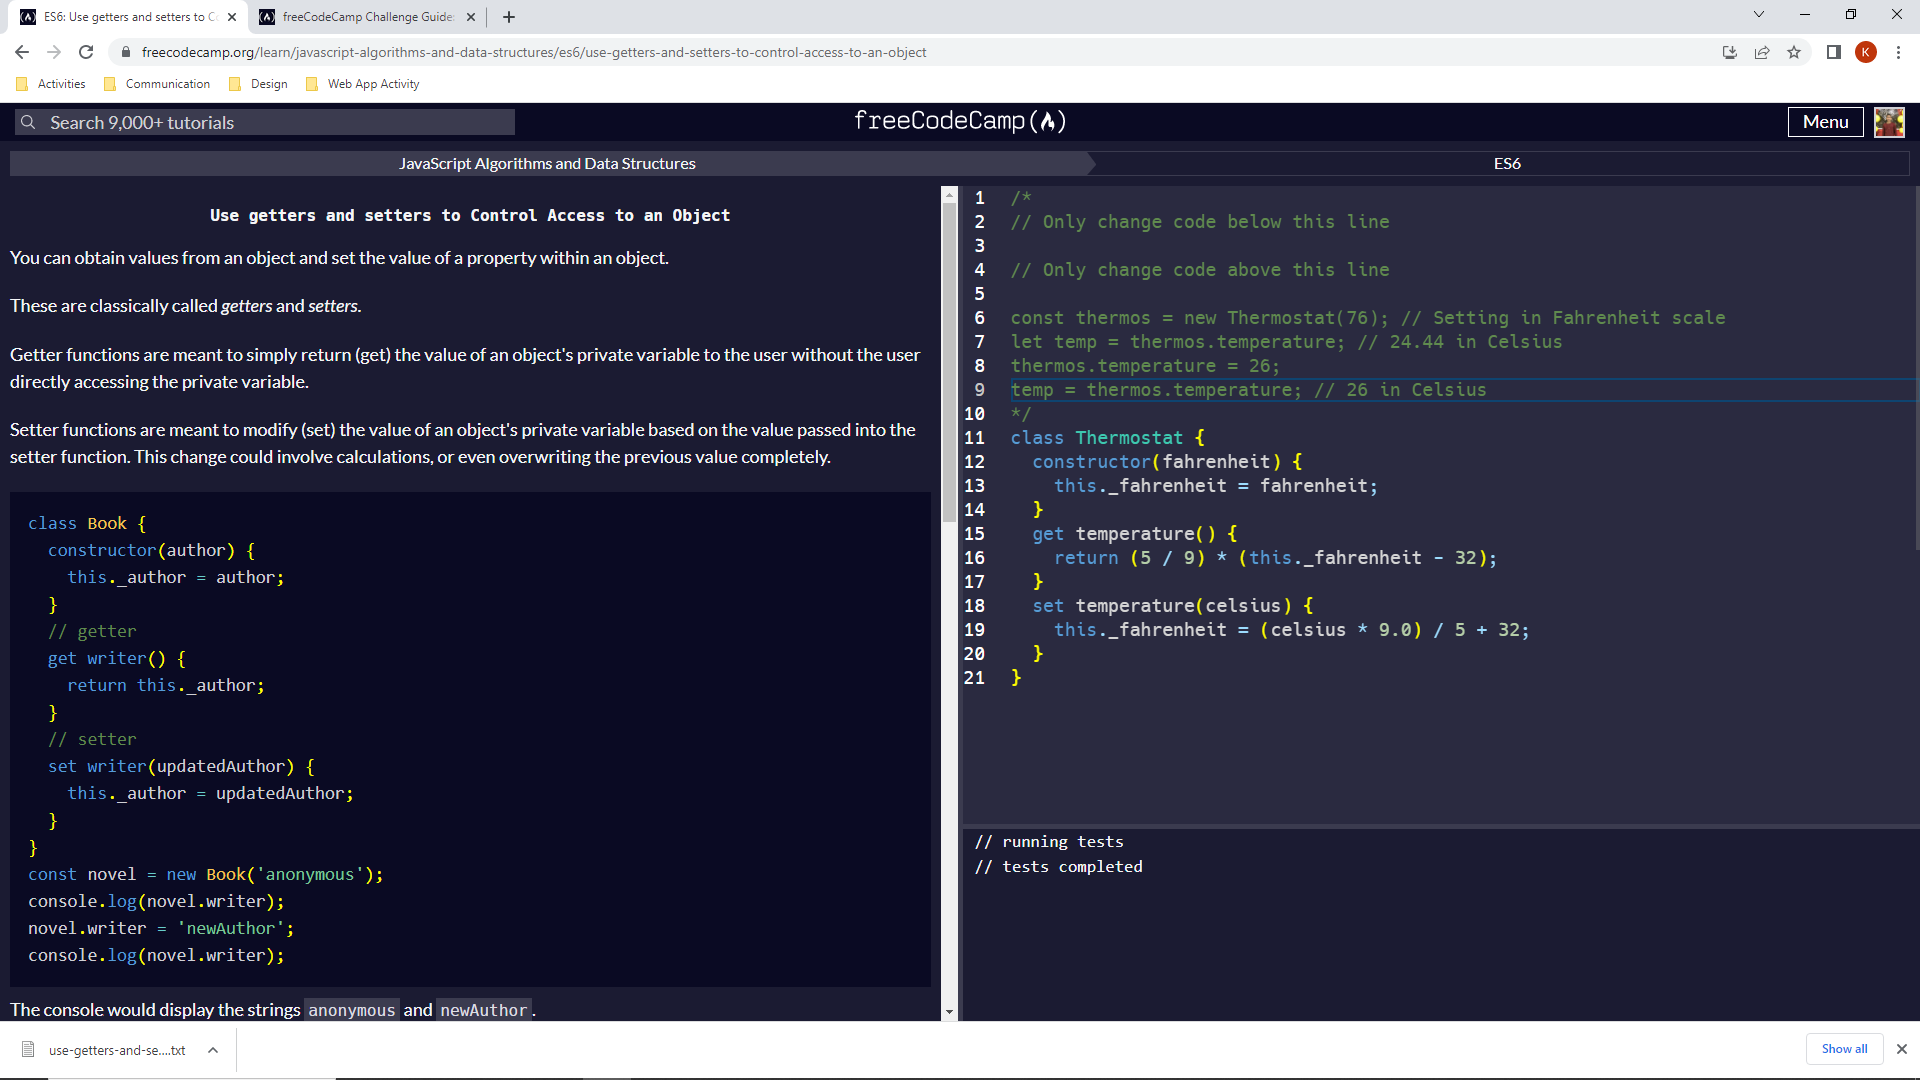 ES6: Use getters and setters to C
freeCodeCamp Challenge Guide:
freecodecamp.org/learn/javascript-algorithms-and-data-structures/es6/use-getters-and-setters-to-control-access-to-an-object
K
Activities
Communication
Design
Web App Activity
Search 9,000+ tutorials
freeCodeCamp
Menu
JavaScript Algorithms and Data Structures
ES6
Use getters and setters to Control Access to an Object
You can obtain values from an object and set the value of a property within an object.
These are classically called getters and setters.
Getter functions are meant to simply return (get) the value of an object's private variable to the user without the user
directly accessing the private variable.
Setter functions are meant to modify (set) the value of an object's private variable based on the value passed into the
setter function. This change could involve calculations, or even overwriting the previous value completely.
class Book {
constructor(author) {
this._author = author;
}
// getter
get writer() {
return this._author;
}
// setter
set writer(updatedAuthor) {
this._author = updatedAuthor;
}
}
const novel = new Book('anonymous');
console.log(novel.writer);
novel.writer = 'newAuthor';
console.log(novel.writer);
The console would display the strings anonymous and newAuthor.
1 /*
2 // Only change code below this line
3
4 // Only change code above this line
5
6 const thermos = new Thermostat(76); // Setting in Fahrenheit scale
7 let temp = thermos.temperature; // 24.44 in Celsius
8 thermos.temperature = 26;
9 temp = thermos.temperature; // 26 in Celsius
10 */
11 class Thermostat {
12 constructor(fahrenheit) {
13 this._fahrenheit = fahrenheit;
14 }
15 get temperature() {
16 return (5 / 9) * (this._fahrenheit - 32);
17 }
18 set temperature(celsius) {
19 this._fahrenheit = (celsius * 9.0) / 5 + 32;
20 }
21 }
// running tests
// tests completed
use-getters-and-se....txt
Show all